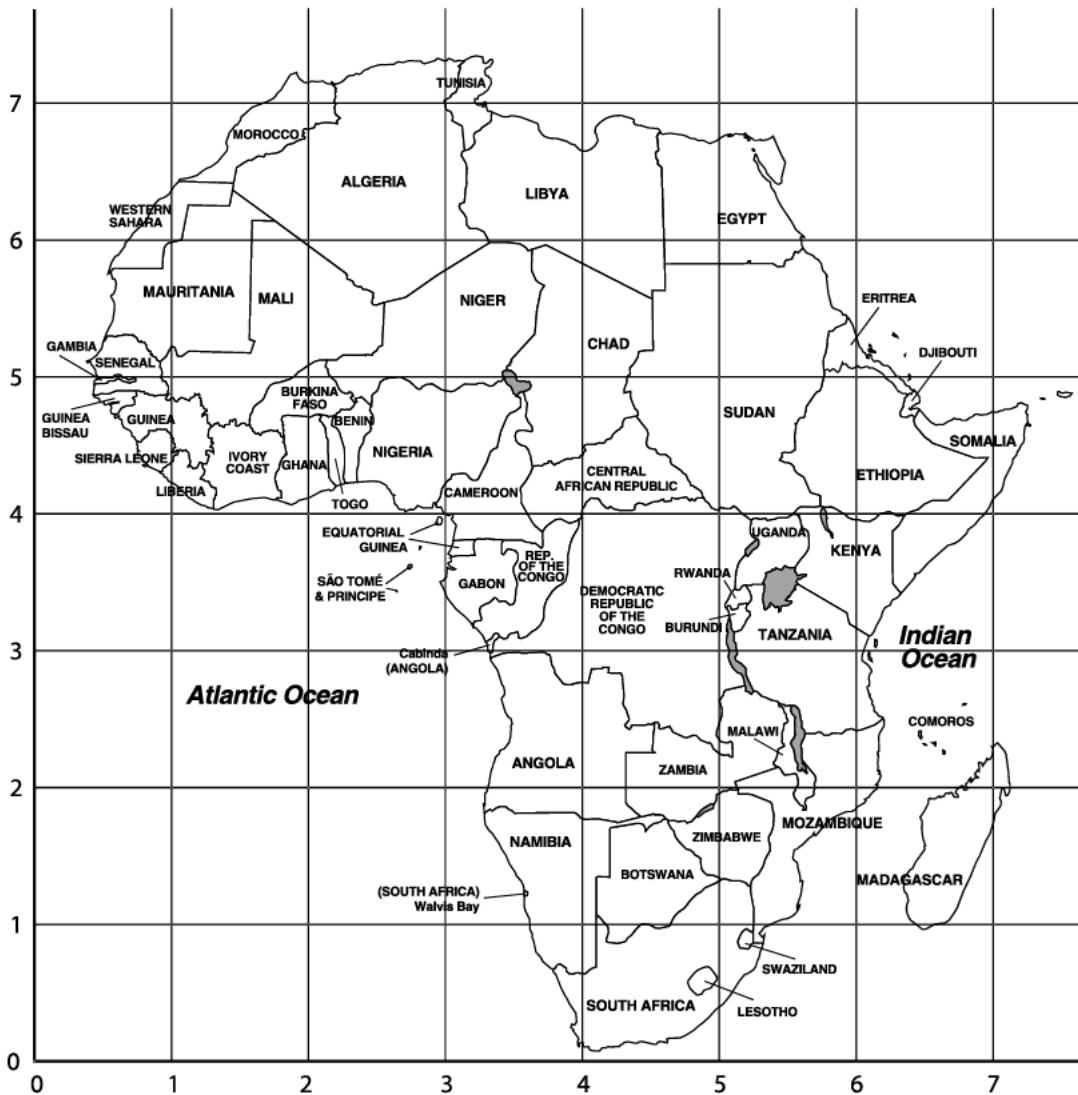 7
TUNISIA
MOROCCO
ALGERIA
LIBYA
EGYPT
WESTERN
SAHARA
6
MAURITANIA
MALI
NIGER
CHAD
ERITREA
DJIBOUTI
GAMBIA
SENEGAL
5
BURKINA
FASO
BENIN
GUINEA
BISSAU
GUINEA
SUDAN
SOMALIA
SIERRA LEONE
IVORY
COAST
GHANA
NIGERIA
CENTRAL
AFRICAN REPUBLIC
ETHIOPIA
LIBERIA
TOGO
CAMEROON
4
EQUATORIAL
GUINEA
UGANDA
KENYA
REP.
OF THE
CONGO
GABON
SÃO TOMÉ
& PRINCIPE
RWANDA
DEMOCRATIC
REPUBLIC
OF THE
CONGO
BURUNDI
TANZANIA
Indian
Ocean
3
Cabinda
(ANGOLA)
Atlantic Ocean
MALAWI
COMOROS
ANGOLA
ZAMBIA
2
NAMIBIA
ZIMBABWE
MOZAMBIQUE
BOTSWANA
MADAGASCAR
(SOUTH AFRICA)
Walvis Bay
1
SWAZILAND
SOUTH AFRICA
LESOTHO
0
0 1 2 3 4 5 6 7